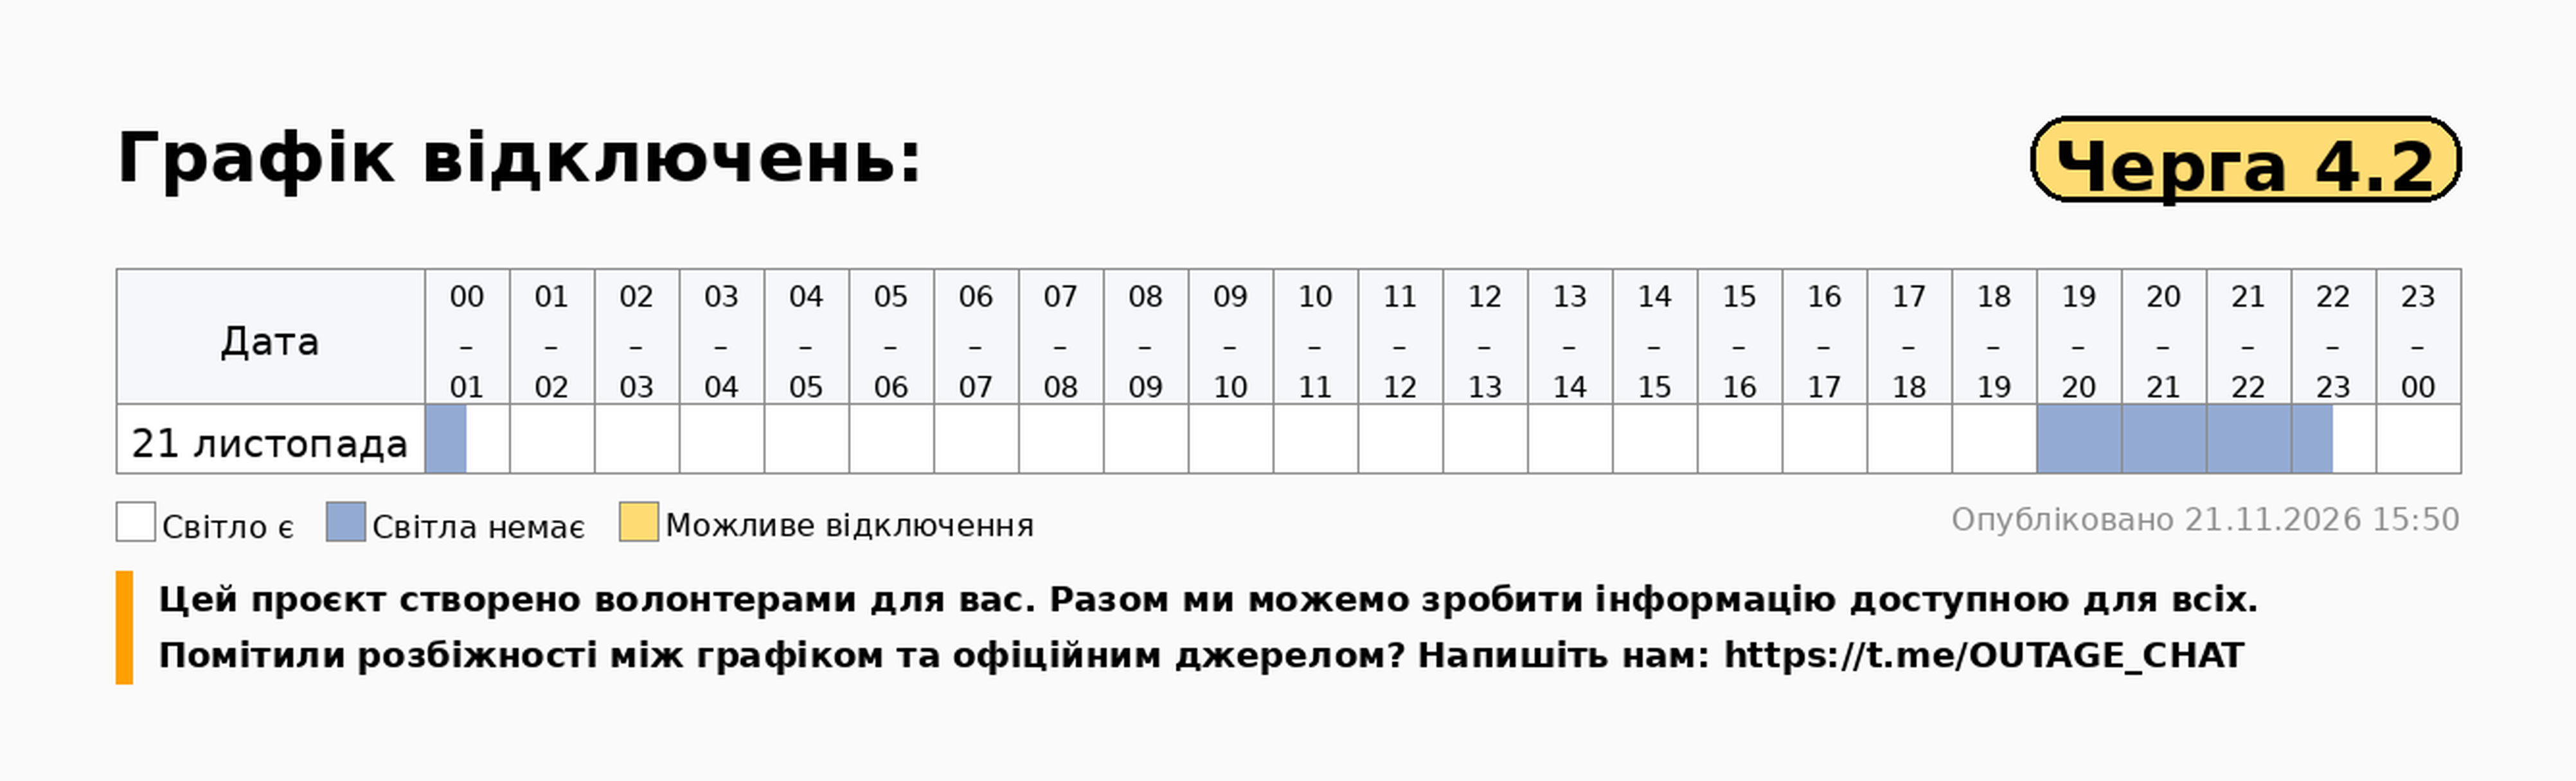 Графік відключень:
Черга 4.2
Дата 00 – 01 01 – 02 02 – 03 03 – 04 04 – 05 05 – 06 06 – 07 07 – 08 08 – 09 09 – 10 10 – 11 11 – 12 12 – 13 13 – 14 14 – 15 15 – 16 16 – 17 17 – 18 18 – 19 19 – 20 20 – 21 21 – 22 22 – 23 23 – 00
21 листопада
Світло є Світла немає Можливе відключення
Опубліковано 21.11.2026 15:50
Цей проєкт створено волонтерами для вас. Разом ми можемо зробити інформацію доступною для всіх.
Помітили розбіжності між графіком та офіційним джерелом? Напишіть нам: https://t.me/OUTAGE_CHAT